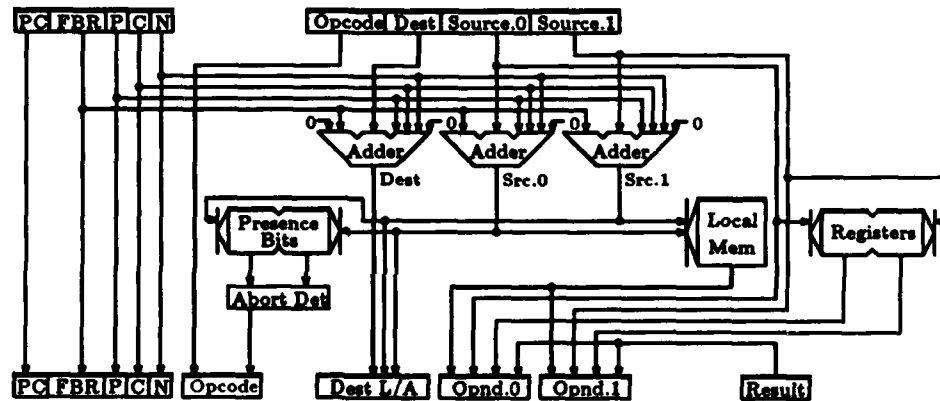 PC FBR P C N Opcode Dest Source.0 Source.1
0 0 0 0
Adder Adder Adder
Dest Src.0 Src.1
Presence Bits
Local Mem
Registers
Abort Det
PC FBR P C N Opcode Dest L/A Opnd.0 Opnd.1 Result